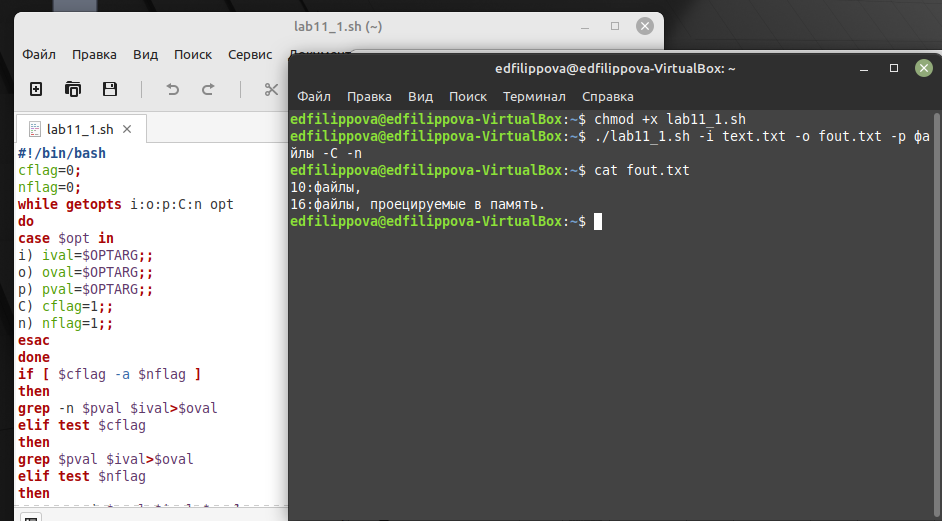 lab11_1.sh (~)
Файл Правка Вид Поиск Сервис
lab11_1.sh
#!/bin/bash
cflag=0;
nflag=0;
while getopts i:o:p:C:n opt
do
case $opt in
i) ival=$OPTARG;;
o) oval=$OPTARG;;
p) pval=$OPTARG;;
C) cflag=1;;
n) nflag=1;;
esac
done
if [ $cflag -a $nflag ]
then
grep -n $pval $ival>$oval
elif test $cflag
then
grep $pval $ival>$oval
elif test $nflag
then
edfilippova@edfilippova-VirtualBox: ~
Файл Правка Вид Поиск Терминал Справка
edfilippova@edfilippova-VirtualBox:~$ chmod +x lab11_1.sh
edfilippova@edfilippova-VirtualBox:~$ ./lab11_1.sh -i text.txt -o fout.txt -p фа
йлы -C -n
edfilippova@edfilippova-VirtualBox:~$ cat fout.txt
10:файлы,
16:файлы, проецируемые в память.
edfilippova@edfilippova-VirtualBox:~$